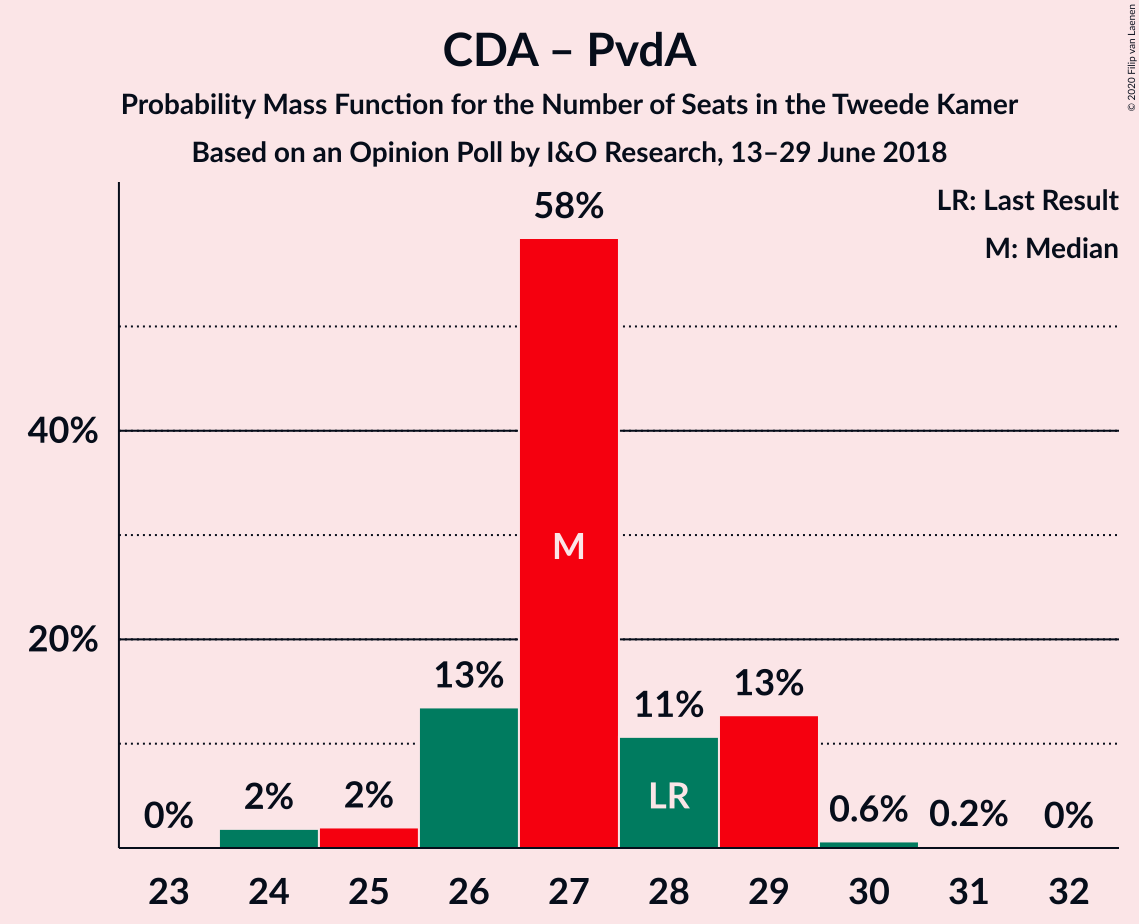 CDA – PvdA
Probability Mass Function for the Number of Seats in the Tweede Kamer
Based on an Opinion Poll by I&O Research, 13–29 June 2018
© 2020 Filip van Laenen
LR: Last Result
M: Median
58%
40%
M
20%
13%
13%
11%
LR
0%
2%
2%
0.6%
0.2%
0%
23 24 25 26 27 28 29 30 31 32